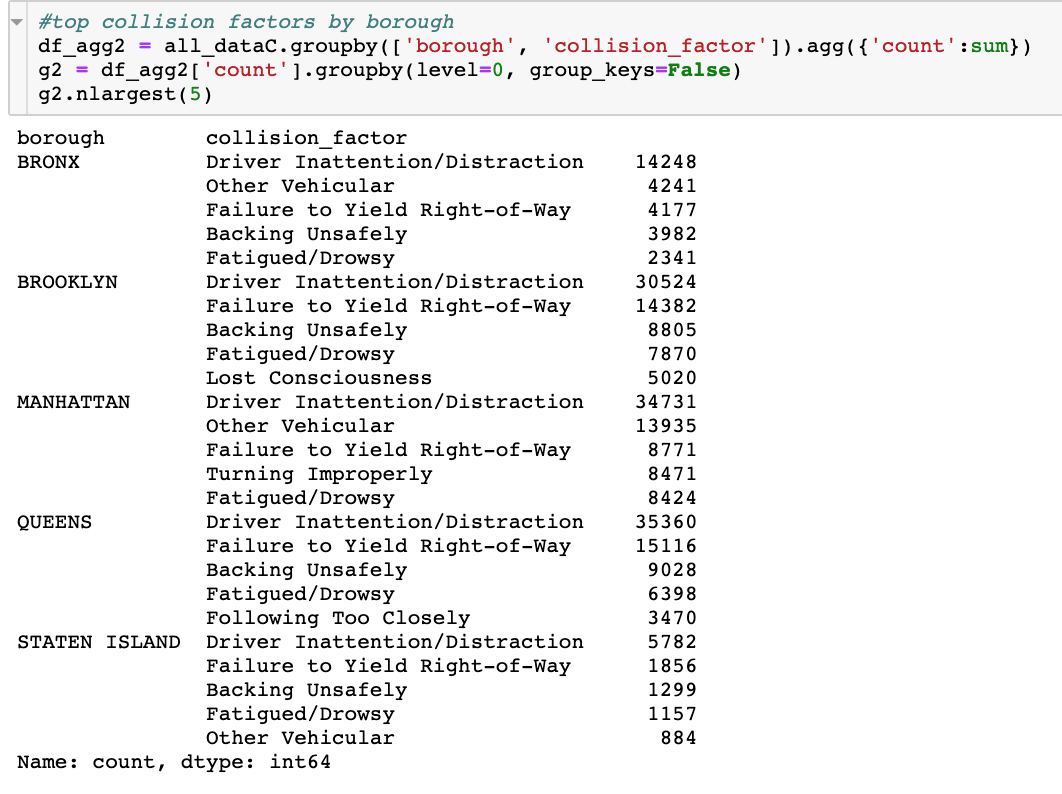 #top collision factors by borough
df_agg2 = all_dataC.groupby(['borough', 'collision_factor']).agg({'count':sum})
g2 = df_agg2['count'].groupby(level=0, group_keys=False)
g2.nlargest(5)
borough        collision_factor
BRONX          Driver Inattention/Distraction    14248
               Other Vehicular                    4241
               Failure to Yield Right-of-Way      4177
               Backing Unsafely                   3982
               Fatigued/Drowsy                    2341
BROOKLYN       Driver Inattention/Distraction    30524
               Failure to Yield Right-of-Way     14382
               Backing Unsafely                   8805
               Fatigued/Drowsy                    7870
               Lost Consciousness                 5020
MANHATTAN      Driver Inattention/Distraction    34731
               Other Vehicular                   13935
               Failure to Yield Right-of-Way      8771
               Turning Improperly                 8471
               Fatigued/Drowsy                    8424
QUEENS         Driver Inattention/Distraction    35360
               Failure to Yield Right-of-Way     15116
               Backing Unsafely                   9028
               Fatigued/Drowsy                    6398
               Following Too Closely              3470
STATEN ISLAND  Driver Inattention/Distraction     5782
               Failure to Yield Right-of-Way      1856
               Backing Unsafely                   1299
               Fatigued/Drowsy                    1157
               Other Vehicular                     884
Name: count, dtype: int64